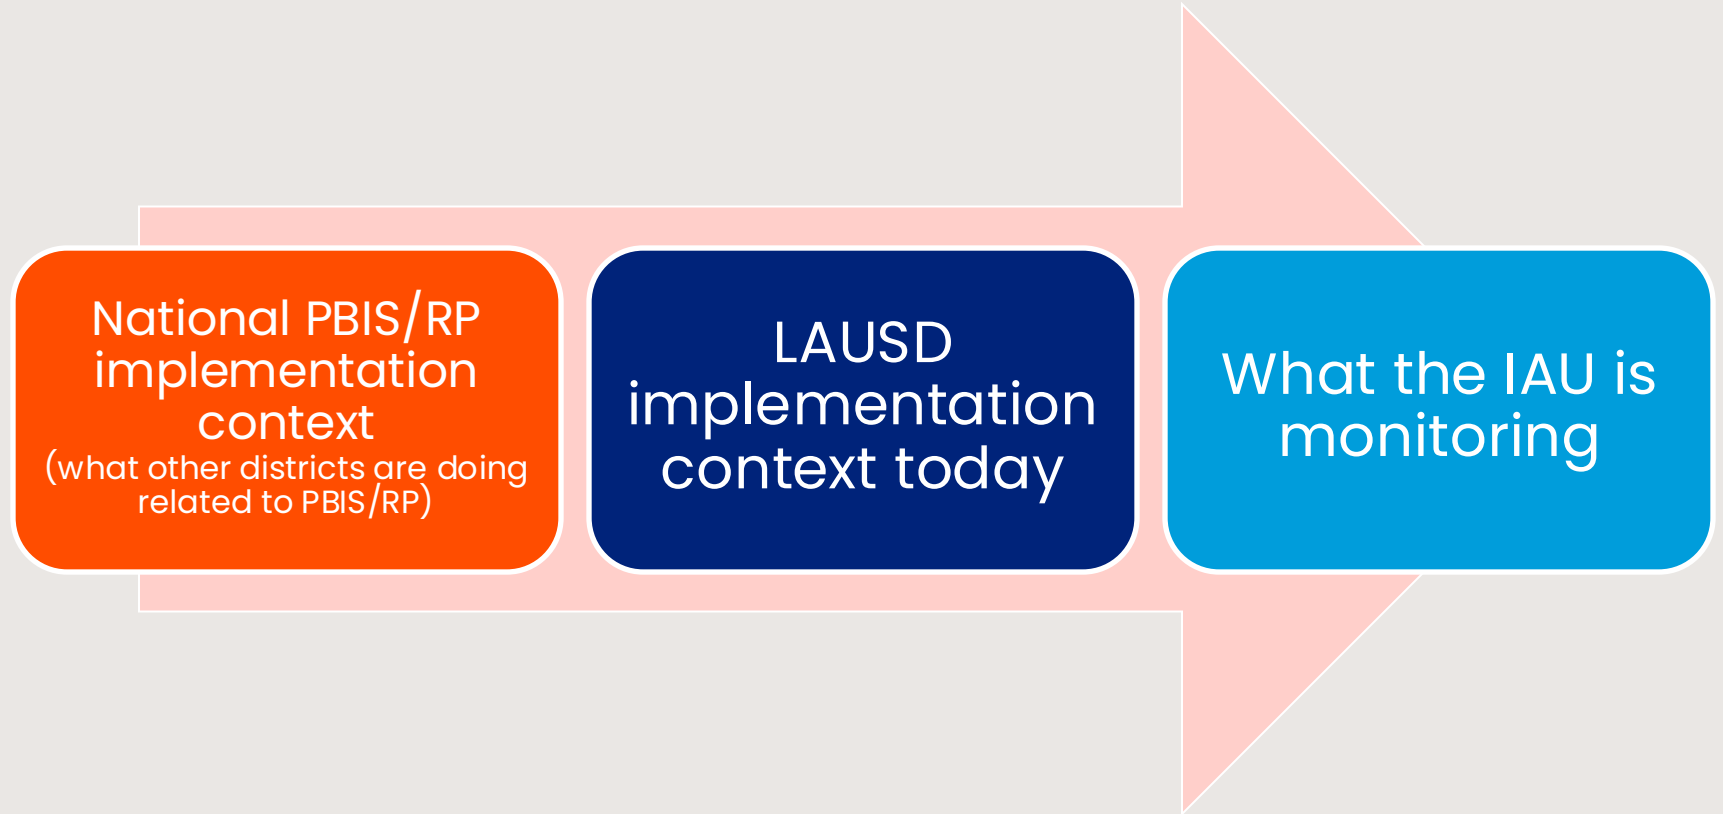 National PBIS/RP
implementation
context
(what other districts are doing
related to PBIS/RP)
LAUSD
implementation
context today
What the IAU is
monitoring